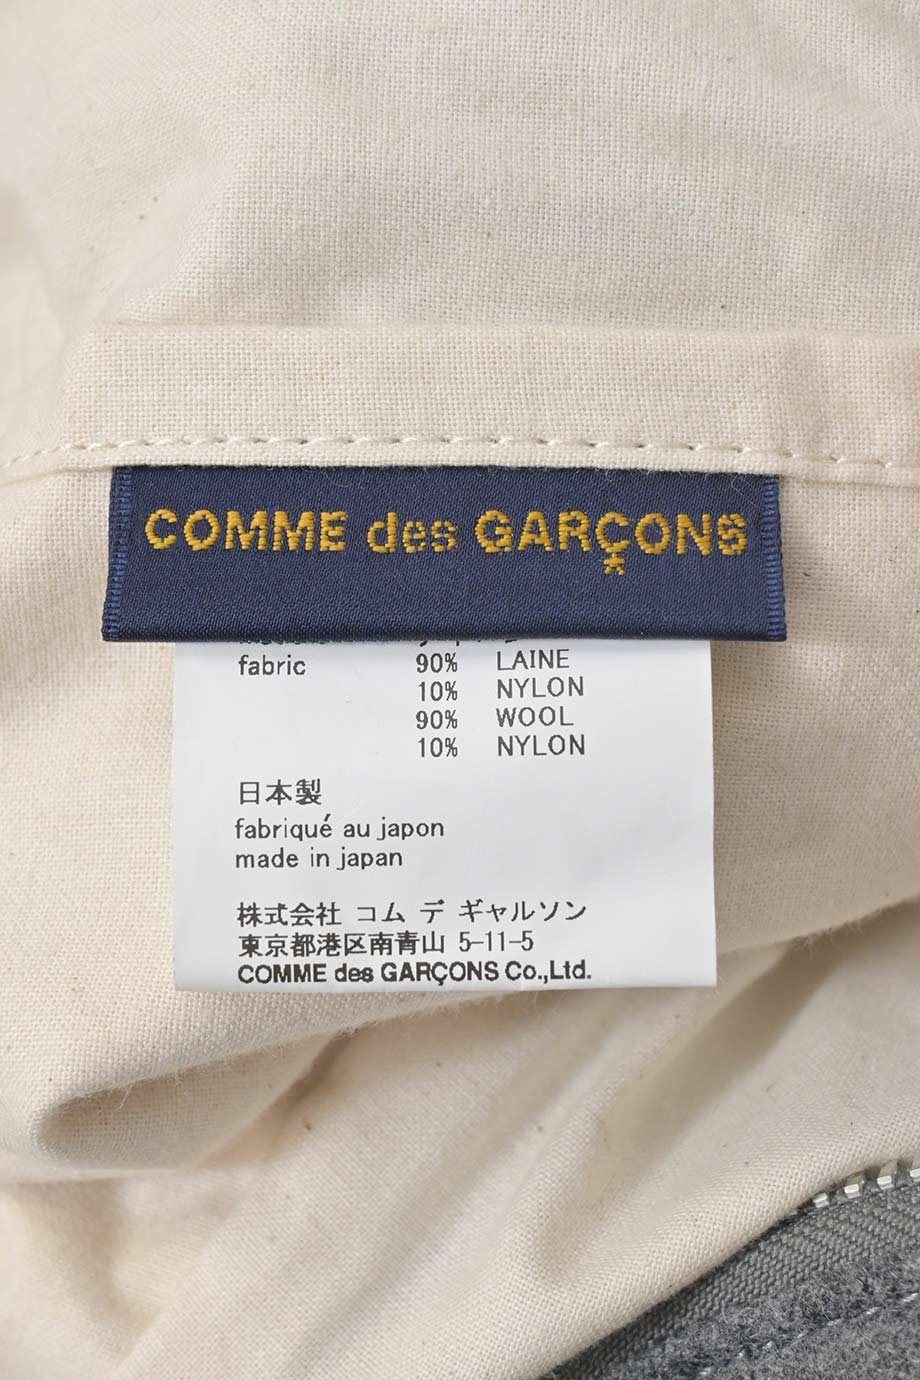 COMME des GARÇONS
fabric 90% LAINE
10% NYLON
90% WOOL
10% NYLON
日本製
fabriqué au japon
made in japan
株式会社 コム デ ギャルソン
東京都港区南青山 5-11-5
COMME des GARÇONS Co.,Ltd.